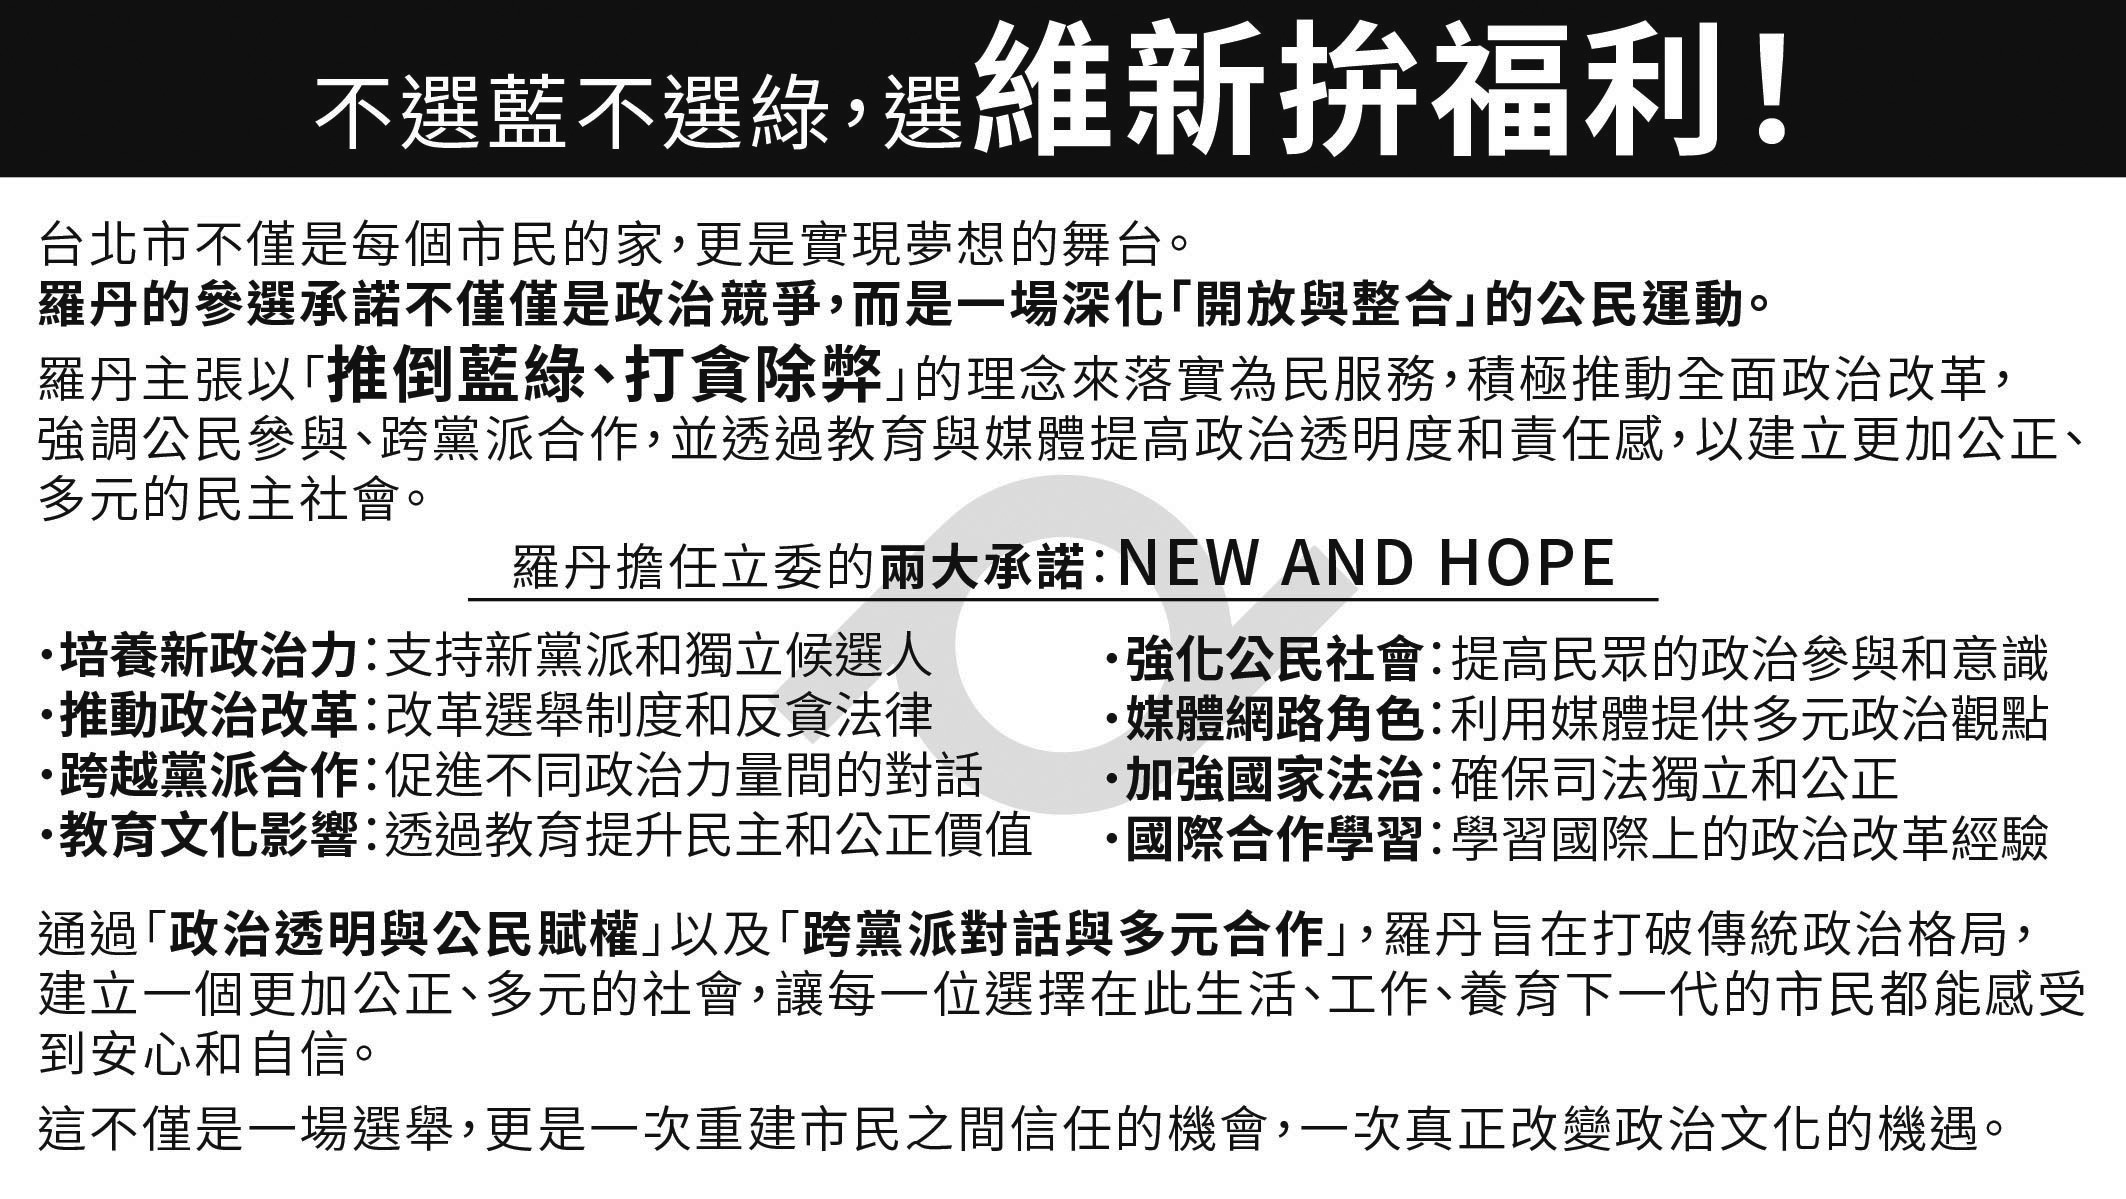 不選藍不選綠，選維新拚福利！
台北市不僅是每個市民的家，更是實現夢想的舞台。
羅丹的參選承諾不僅僅是政治競爭，而是一場深化「開放與整合」的公民運動。
羅丹主張以「推倒藍綠、打貪除弊」的理念來落實為民服務，積極推動全面政治改革，
強調公民參與、跨黨派合作，並透過教育與媒體提高政治透明度和責任感，以建立更加公正、
多元的民主社會。
羅丹擔任立委的兩大承諾：NEW AND HOPE
・培養新政治力：支持新黨派和獨立候選人
・推動政治改革：改革選舉制度和反貪法律
・跨越黨派合作：促進不同政治力量間的對話
・教育文化影響：透過教育提升民主和公正價值
・強化公民社會：提高民眾的政治參與和意識
・媒體網路角色：利用媒體提供多元政治觀點
・加強國家法治：確保司法獨立和公正
・國際合作學習：學習國際上的政治改革經驗
通過「政治透明與公民賦權」以及「跨黨派對話與多元合作」，羅丹旨在打破傳統政治格局，
建立一個更加公正、多元的社會，讓每一位選擇在此生活、工作、養育下一代的市民都能感受
到安心和自信。
這不僅是一場選舉，更是一次重建市民之間信任的機會，一次真正改變政治文化的機遇。